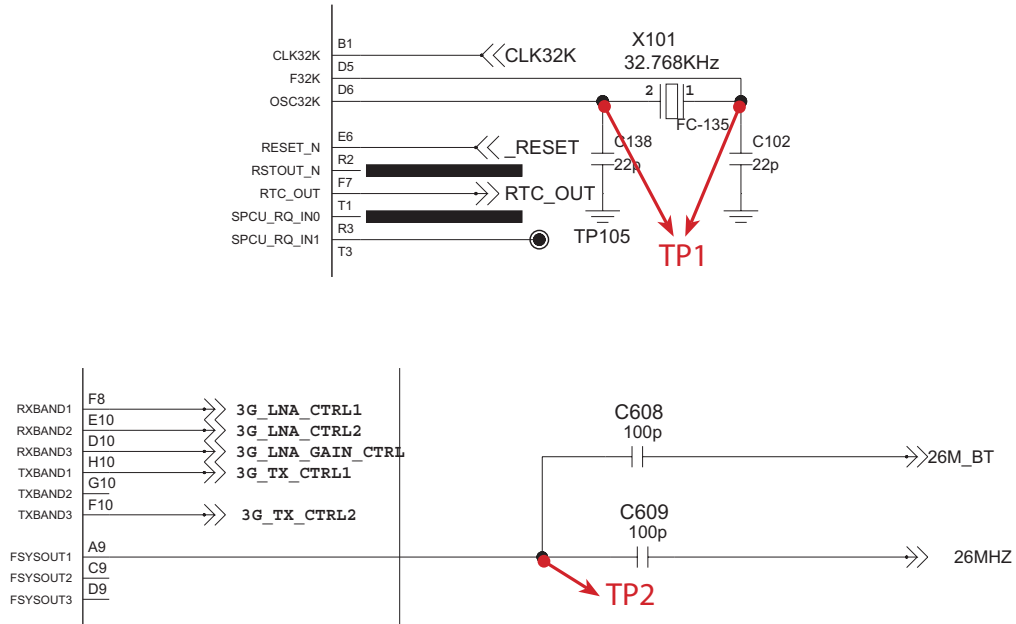 X101
32.768KHz
CLK32K B1 CLK32K
F32K D5
OSC32K D6 2 1
FC-135
RESET_N E6 _RESET C138 C102
RSTOUT_N R2 22p 22p
RTC_OUT F7 RTC_OUT
SPCU_RQ_IN0 T1
SPCU_RQ_IN1 R3 TP105 TP1
T3
RXBAND1 F8 3G_LNA_CTRL1 C608
RXBAND2 E10 3G_LNA_CTRL2 100p
RXBAND3 D10 3G_LNA_GAIN_CTRL 26M_BT
TXBAND1 H10 3G_TX_CTRL1
TXBAND2 G10
TXBAND3 F10 3G_TX_CTRL2 C609
100p
FSYSOUT1 A9 26MHZ
FSYSOUT2 C9
FSYSOUT3 D9 TP2